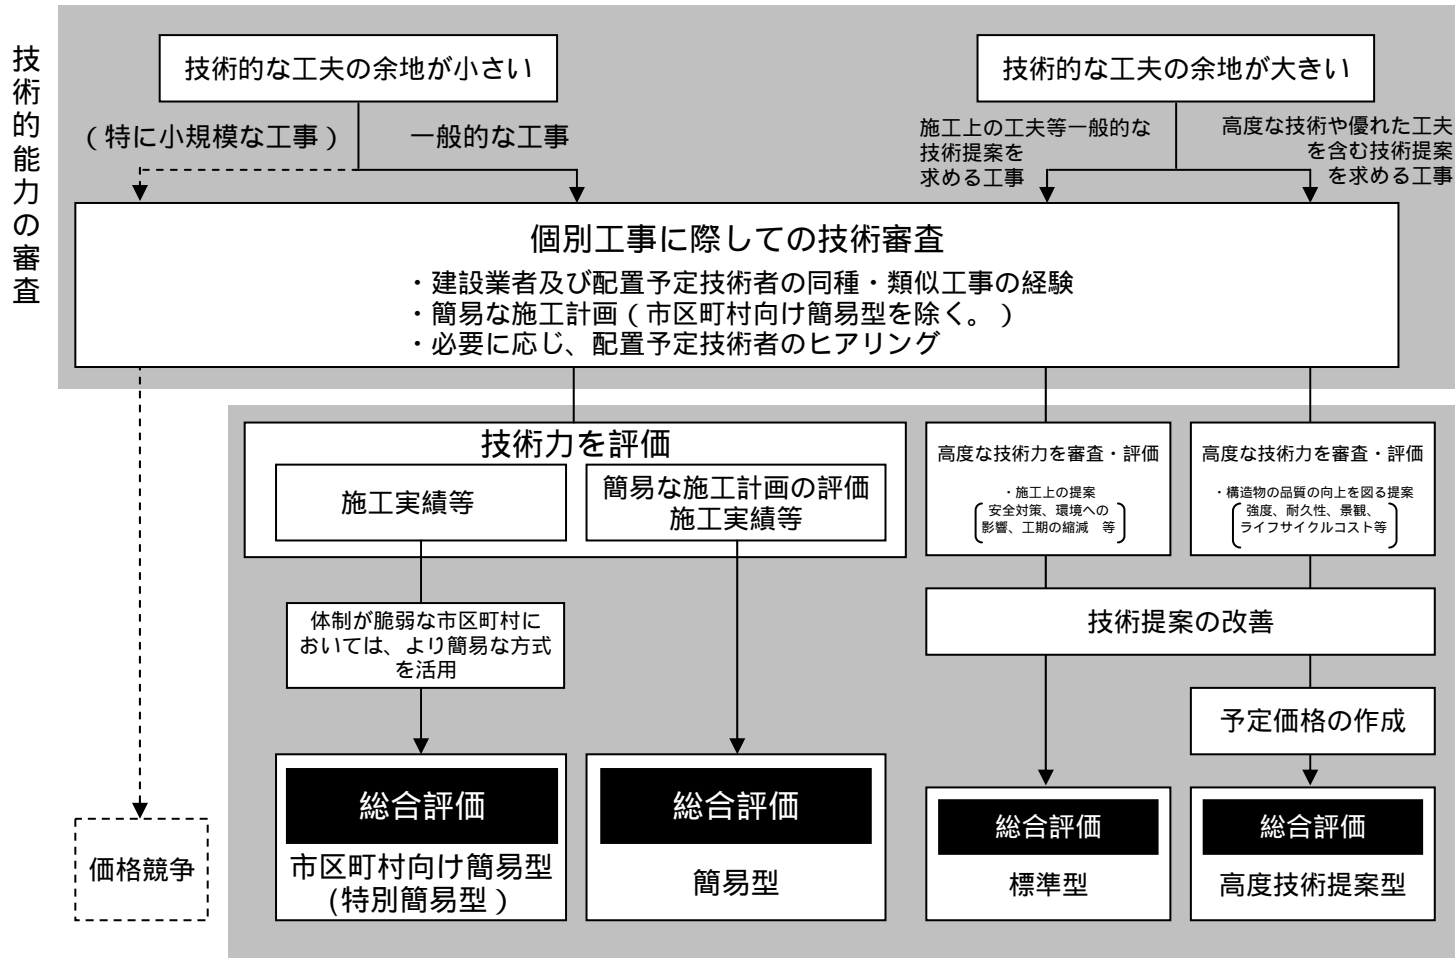 技術的能力の審査
技術的な工夫の余地が小さい
技術的な工夫の余地が大きい
（特に小規模な工事）
一般的な工事
施工上の工夫等一般的な
技術提案を
求める工事
高度な技術や優れた工夫
を含む技術提案
を求める工事
個別工事に際しての技術審査
・建設業者及び配置予定技術者の同種・類似工事の経験
・簡易な施工計画（市区町村向け簡易型を除く。）
・必要に応じ、配置予定技術者のヒアリング
技術力を評価
施工実績等
簡易な施工計画の評価
施工実績等
高度な技術力を審査・評価
・施工上の提案
安全対策、環境への
影響、工期の縮減　等
高度な技術力を審査・評価
・構造物の品質の向上を図る提案
強度、耐久性、景観、
ライフサイクルコスト等
体制が脆弱な市区町村に
おいては、より簡易な方式
を活用
技術提案の改善
予定価格の作成
価格競争
総合評価
市区町村向け簡易型
(特別簡易型）
総合評価
簡易型
総合評価
標準型
総合評価
高度技術提案型